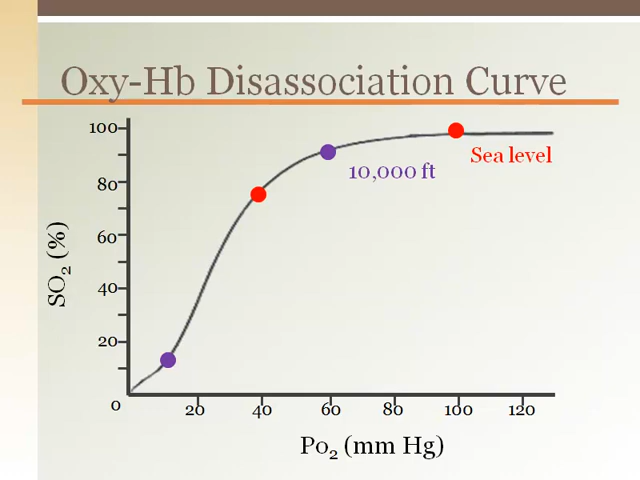 Oxy-Hb Disassociation Curve
100
80
60
40
20
0
SO₂ (%)
10,000 ft
Sea level
20 40 60 80 100 120
Po₂ (mm Hg)